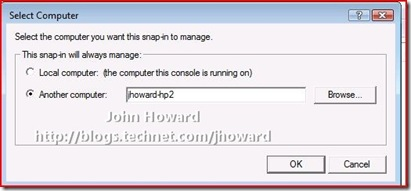 Select Computer
Select the computer you want this snap-in to manage.
This snap-in will always manage:
Local computer: (the computer this console is running on)
Another computer: jhoward-hp2 Browse...
John Howard
http://blogs.technet.com/jhoward
OK Cancel